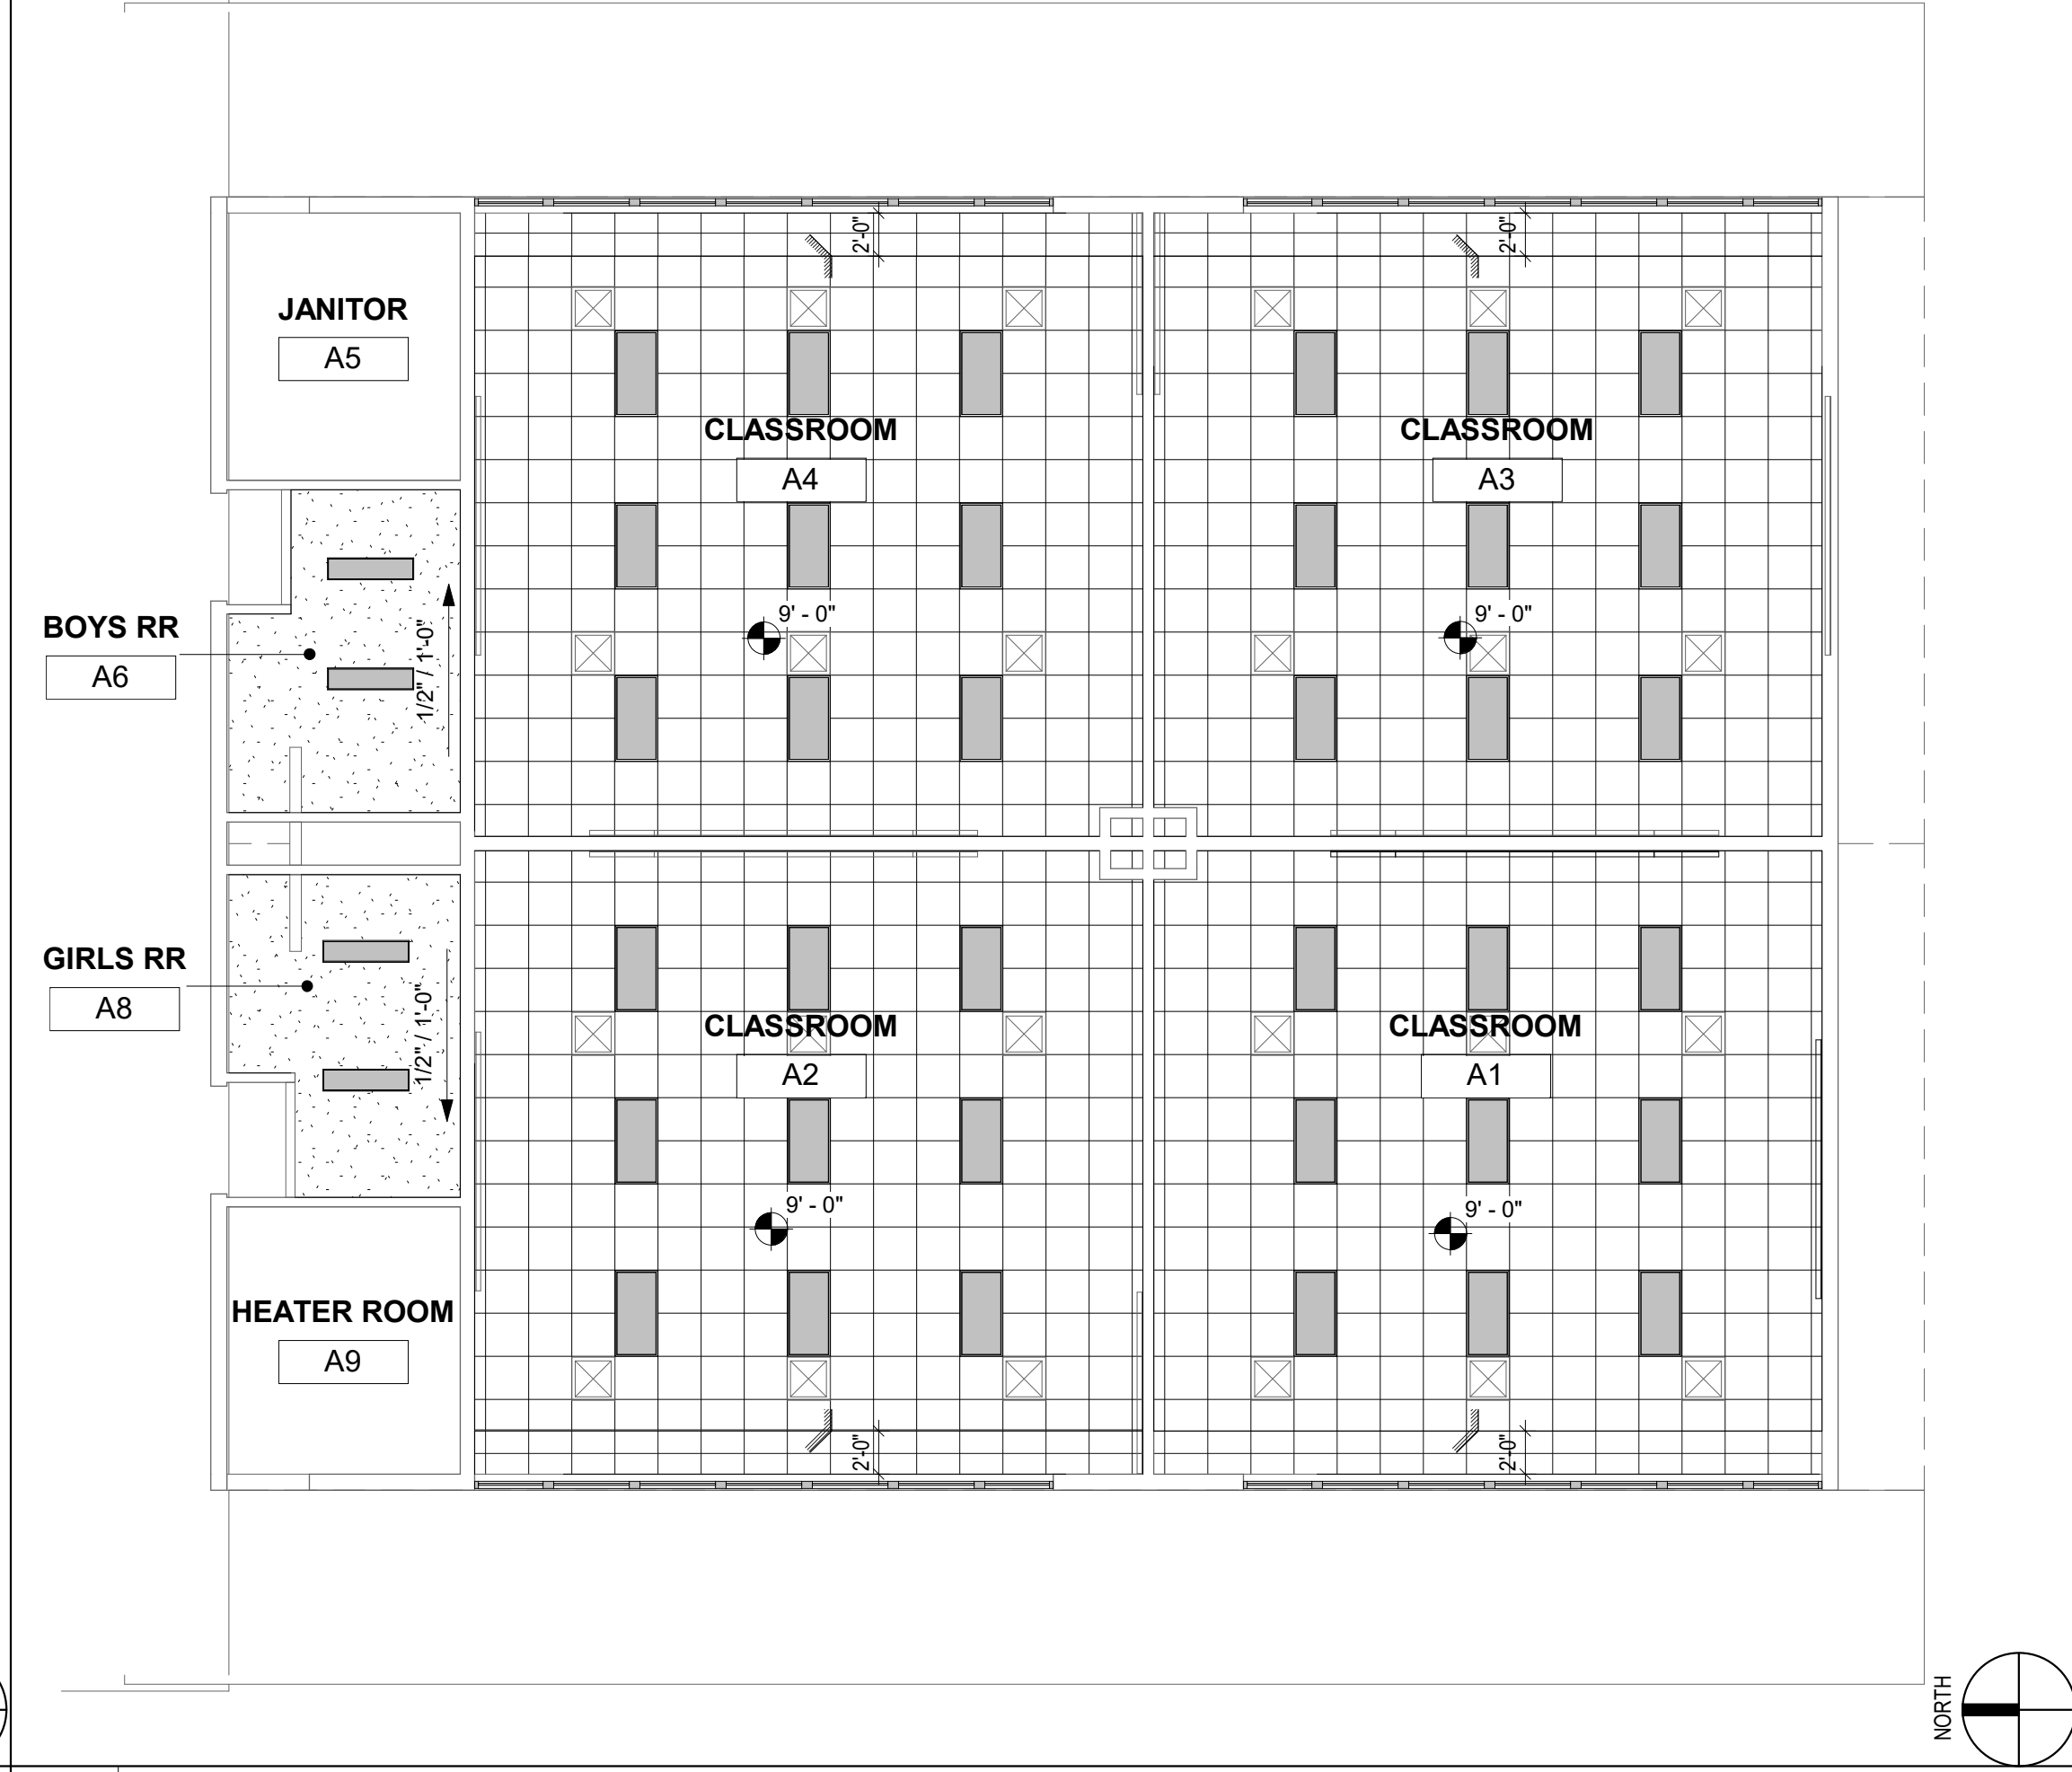 2'-0"
2'-0"
JANITOR
A5
CLASSROOM
A4
CLASSROOM
A3
9' - 0"
9' - 0"
BOYS RR
A6
1/2" / 1'-0"
GIRLS RR
A8
1/2" / 1'-0"
CLASSROOM
A2
CLASSROOM
A1
9' - 0"
9' - 0"
HEATER ROOM
A9
2'-0"
2'-0"
NORTH